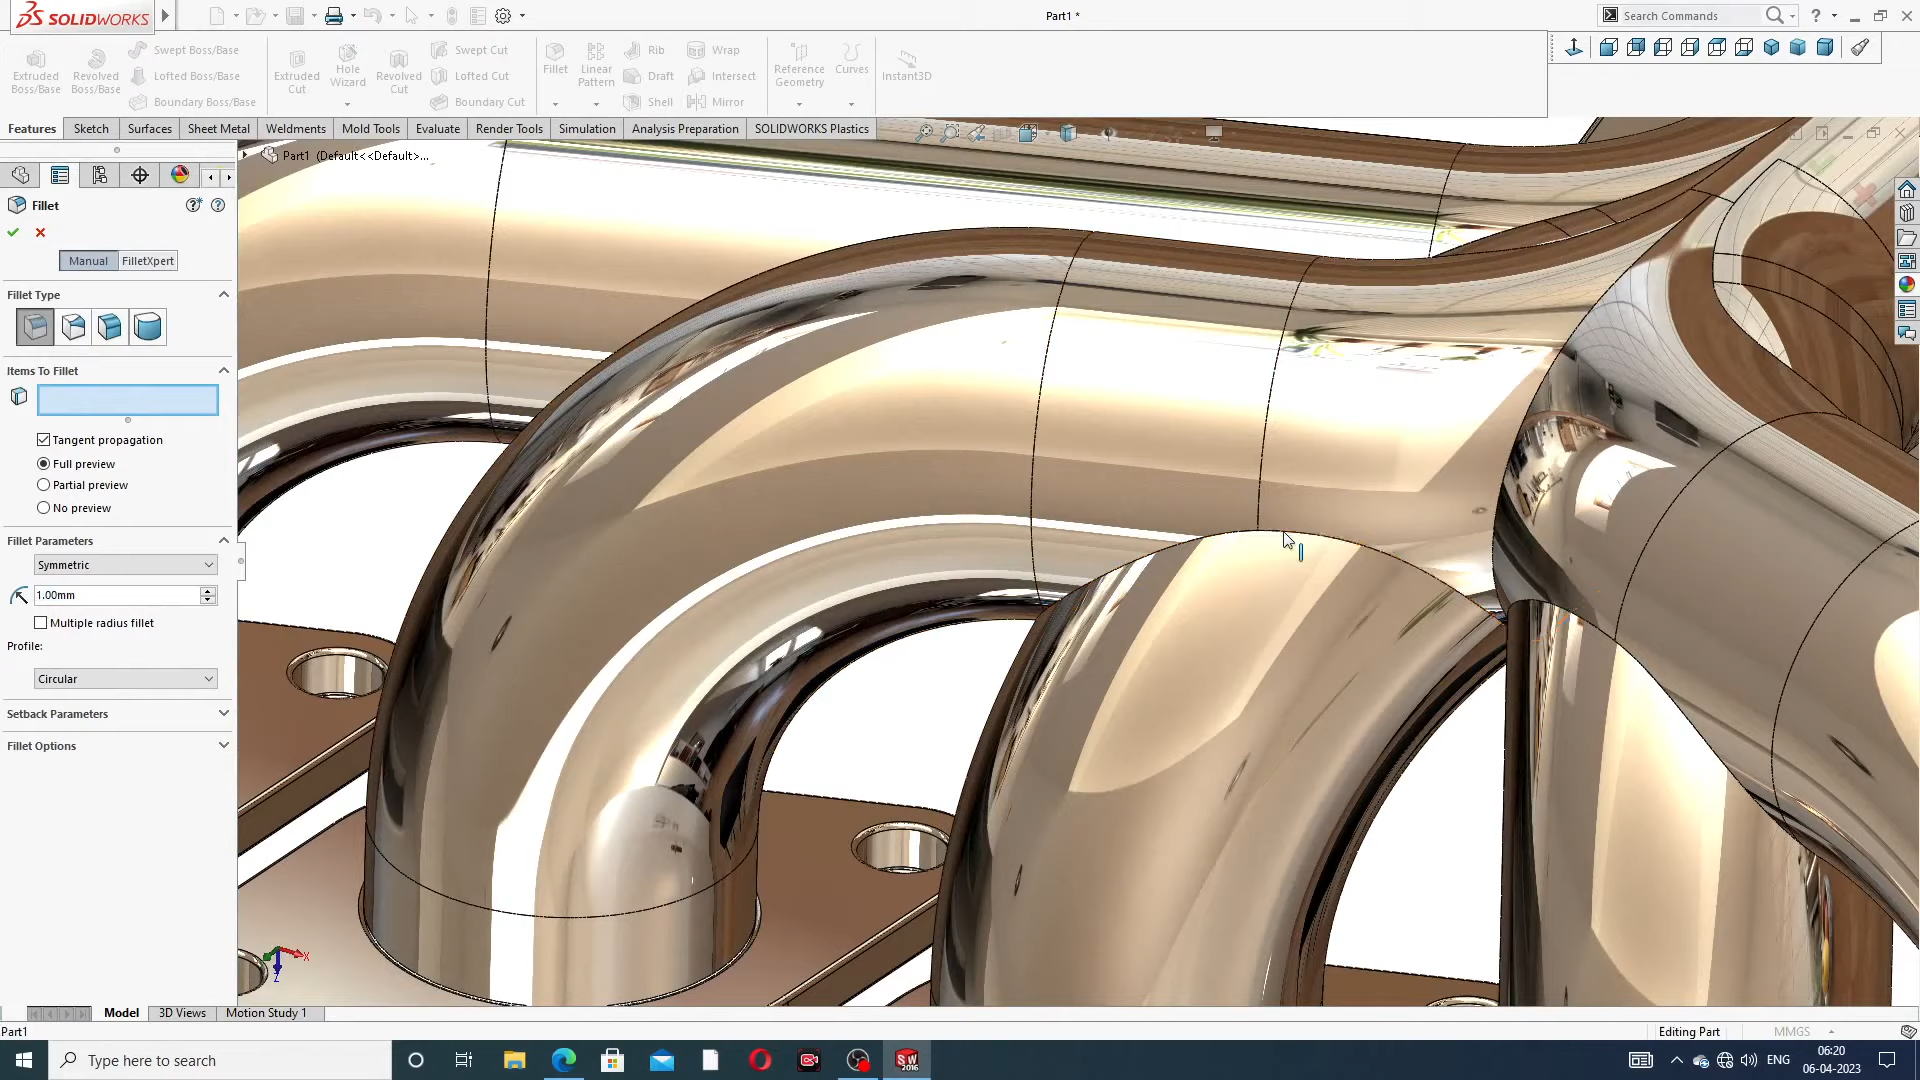 SOLIDWORKS
Part1 *
Search Commands
?
Extruded Boss/Base
Revolved Boss/Base
Swept Boss/Base
Lofted Boss/Base
Boundary Boss/Base
Extruded Cut
Hole Wizard
Revolved Cut
Swept Cut
Lofted Cut
Boundary Cut
Fillet
Linear Pattern
Rib
Draft
Shell
Wrap
Intersect
Mirror
Reference Geometry
Curves
Instant3D
Features Sketch Surfaces Sheet Metal Weldments Mold Tools Evaluate Render Tools Simulation Analysis Preparation SOLIDWORKS Plastics
Part1 (Default<<Default>...
Fillet
Manual FilletXpert
Fillet Type
Items To Fillet
Tangent propagation
Full preview
Partial preview
No preview
Fillet Parameters
Symmetric
1.00mm
Multiple radius fillet
Profile:
Circular
Setback Parameters
Fillet Options
X
Z
Model 3D Views Motion Study 1
Part1
Editing Part
MMGS
Type here to search
SW
2016
ENG
06:20
06-04-2023